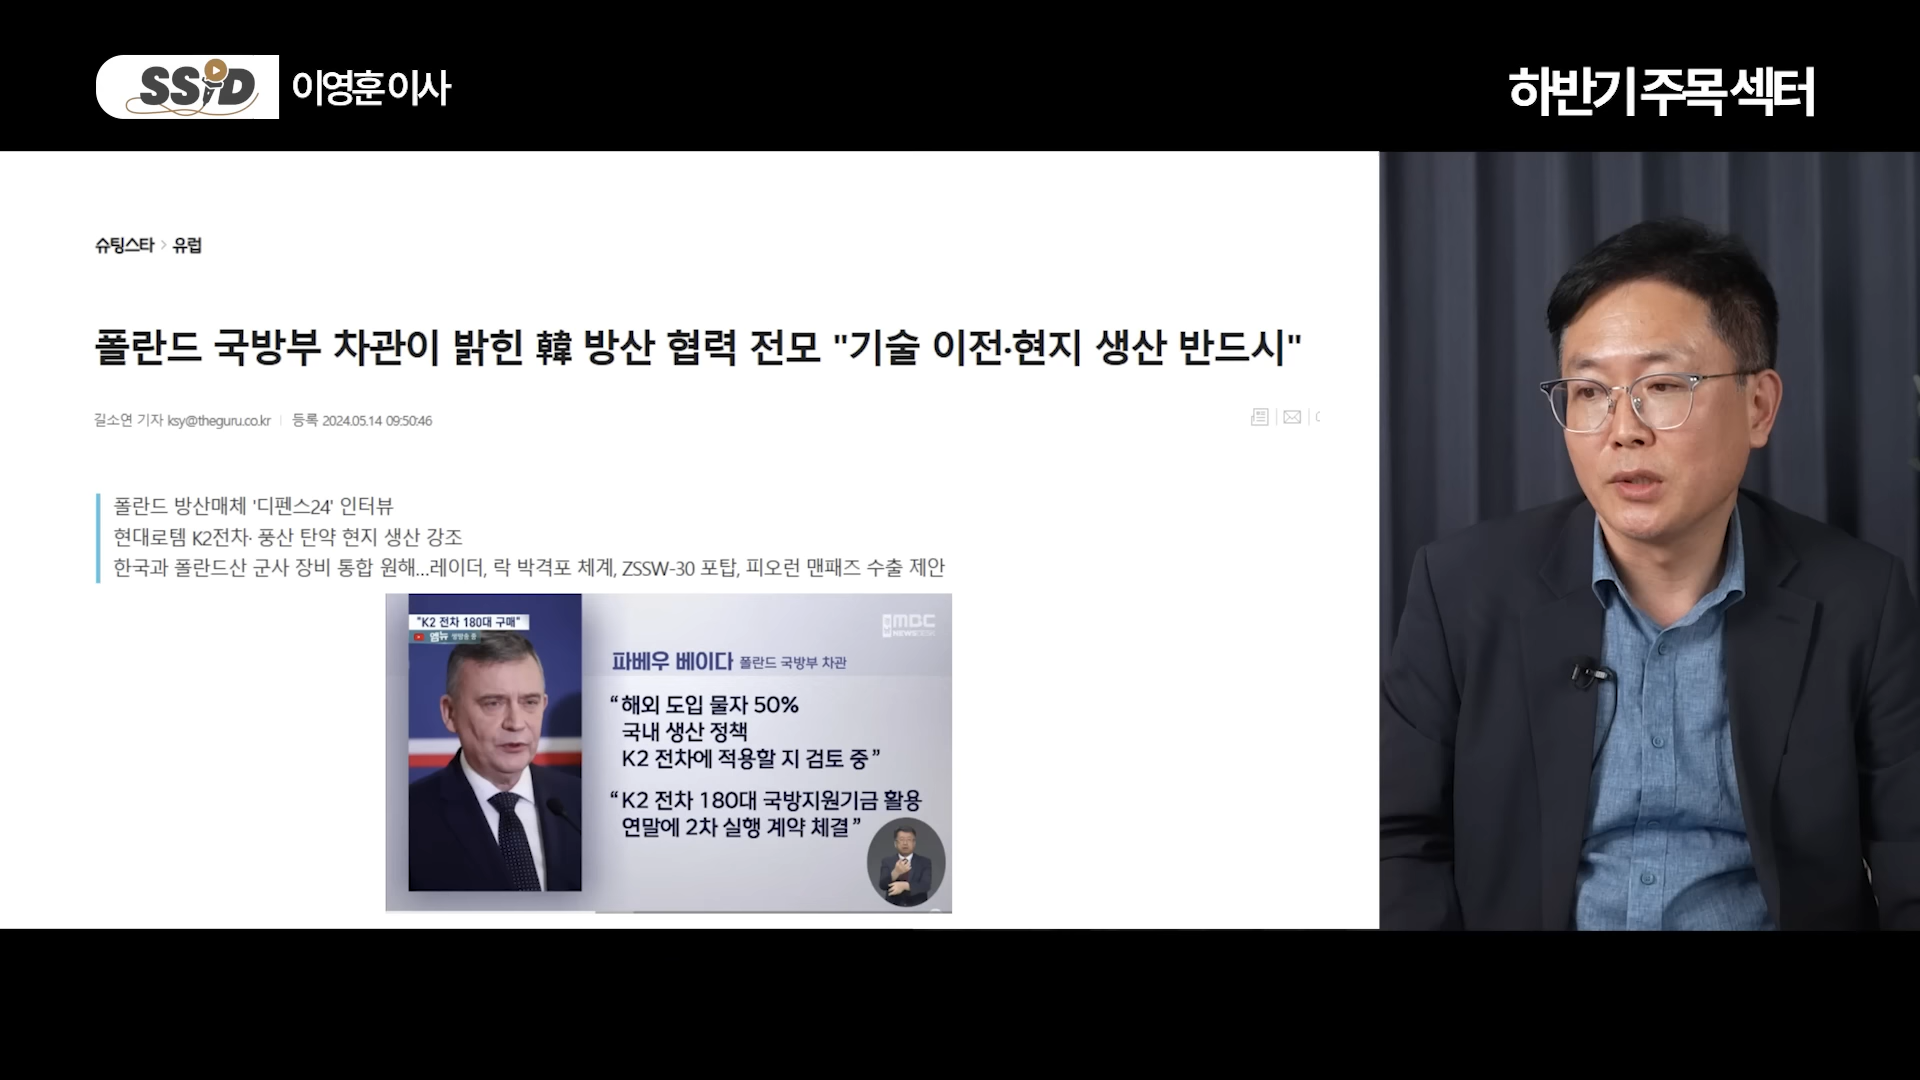 SSiD 이영훈 이사
하반기 주목 섹터
슈팅스타 > 유럽
폴란드 국방부 차관이 밝힌 韓 방산 협력 전모 "기술 이전·현지 생산 반드시"
길소연 기자 ksy@theguru.co.kr | 등록 2024.05.14 09:50:46
폴란드 방산매체 '디펜스24' 인터뷰
현대로템 K2전차· 풍산 탄약 현지 생산 강조
한국과 폴란드산 군사 장비 통합 원해...레이더, 락 박격포 체계, ZSSW-30 포탑, 피오런 맨패즈 수출 제안
"K2 전차 180대 구매"
엠뉴
MBC
NEWSDESK
파베우 베이다 폴란드 국방부 차관
“해외 도입 물자 50%
국내 생산 정책
K2 전차에 적용할 지 검토 중”
“K2 전차 180대 국방지원기금 활용
연말에 2차 실행 계약 체결”